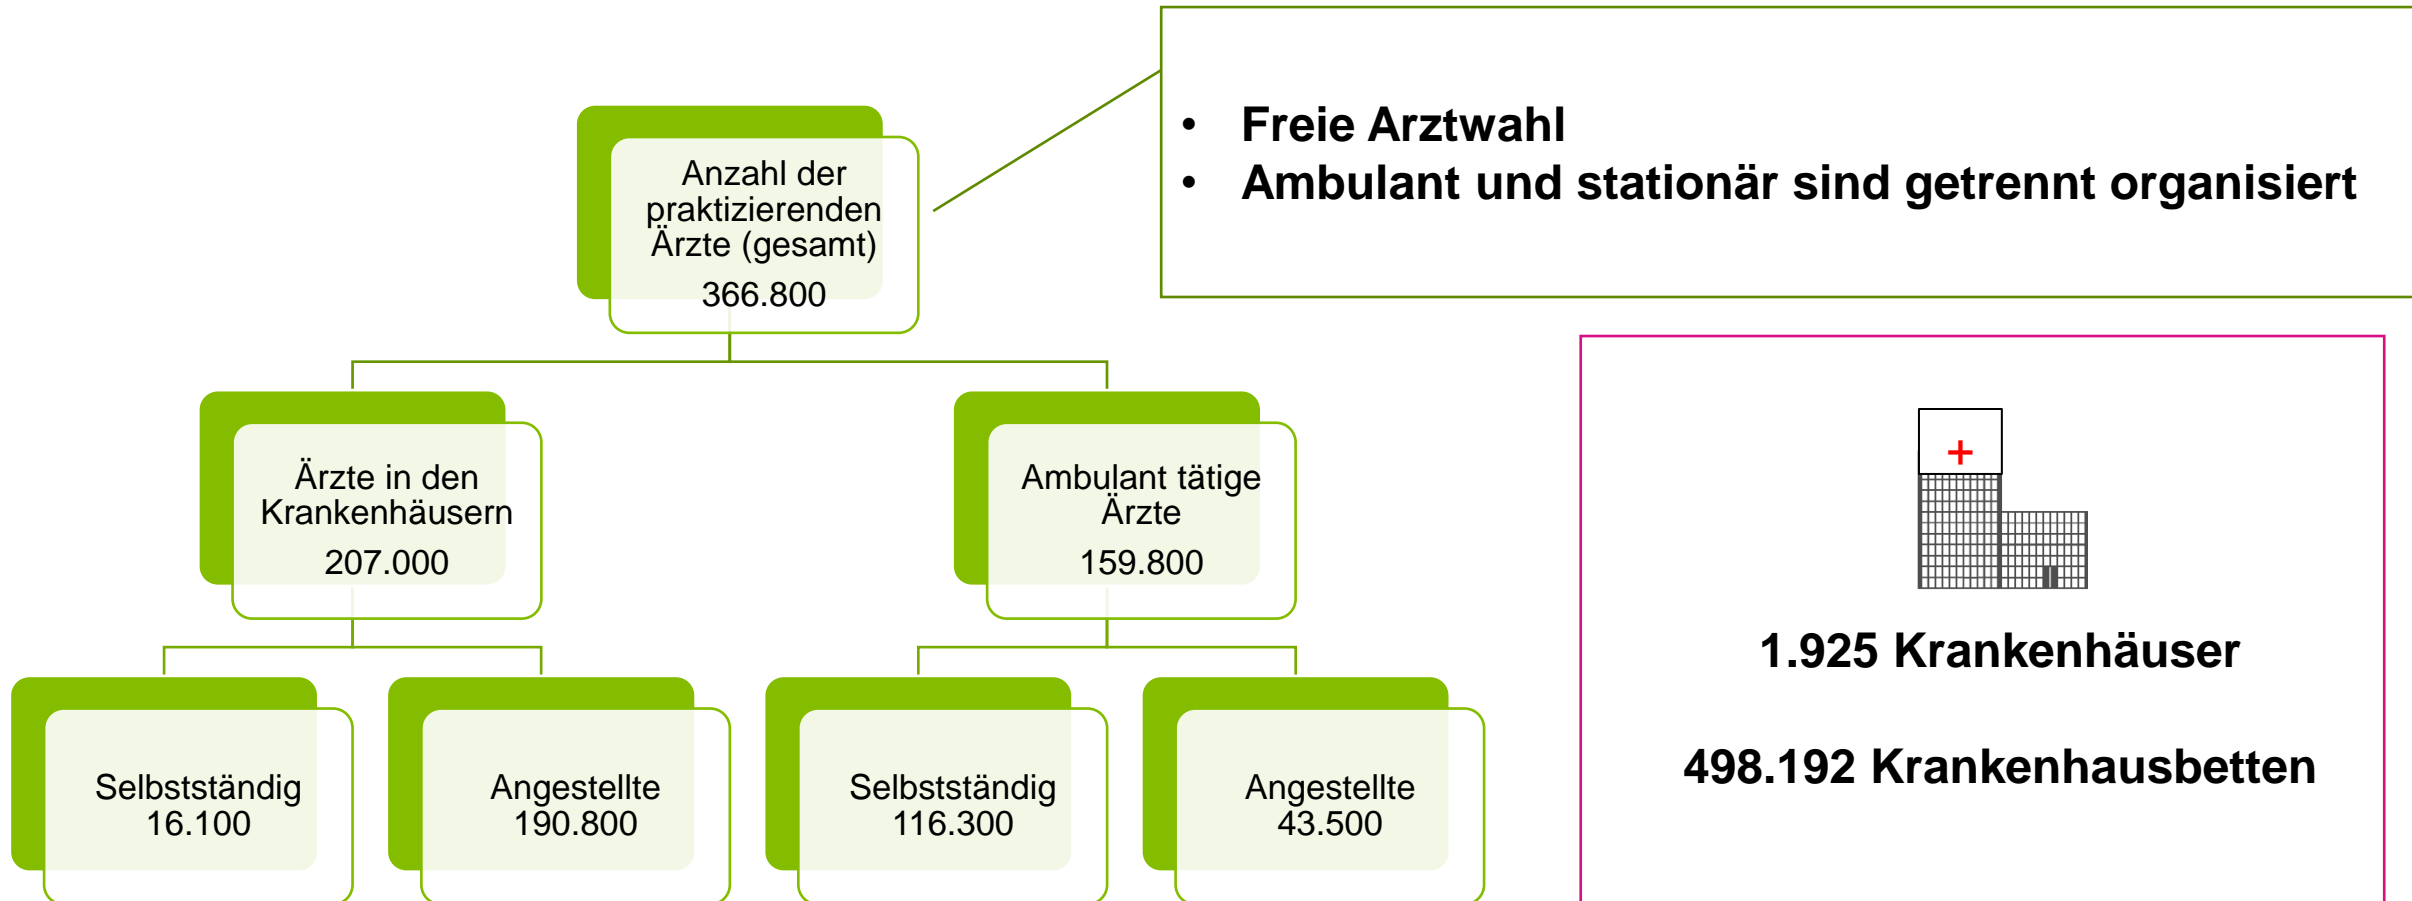 • Freie Arztwahl
• Ambulant und stationär sind getrennt organisiert
Anzahl der
praktizierenden
Ärzte (gesamt)
366.800
Ärzte in den
Krankenhäusern
207.000
Ambulant tätige
Ärzte
159.800
Selbstständig
16.100
Angestellte
190.800
Selbstständig
116.300
Angestellte
43.500
1.925 Krankenhäuser
498.192 Krankenhausbetten